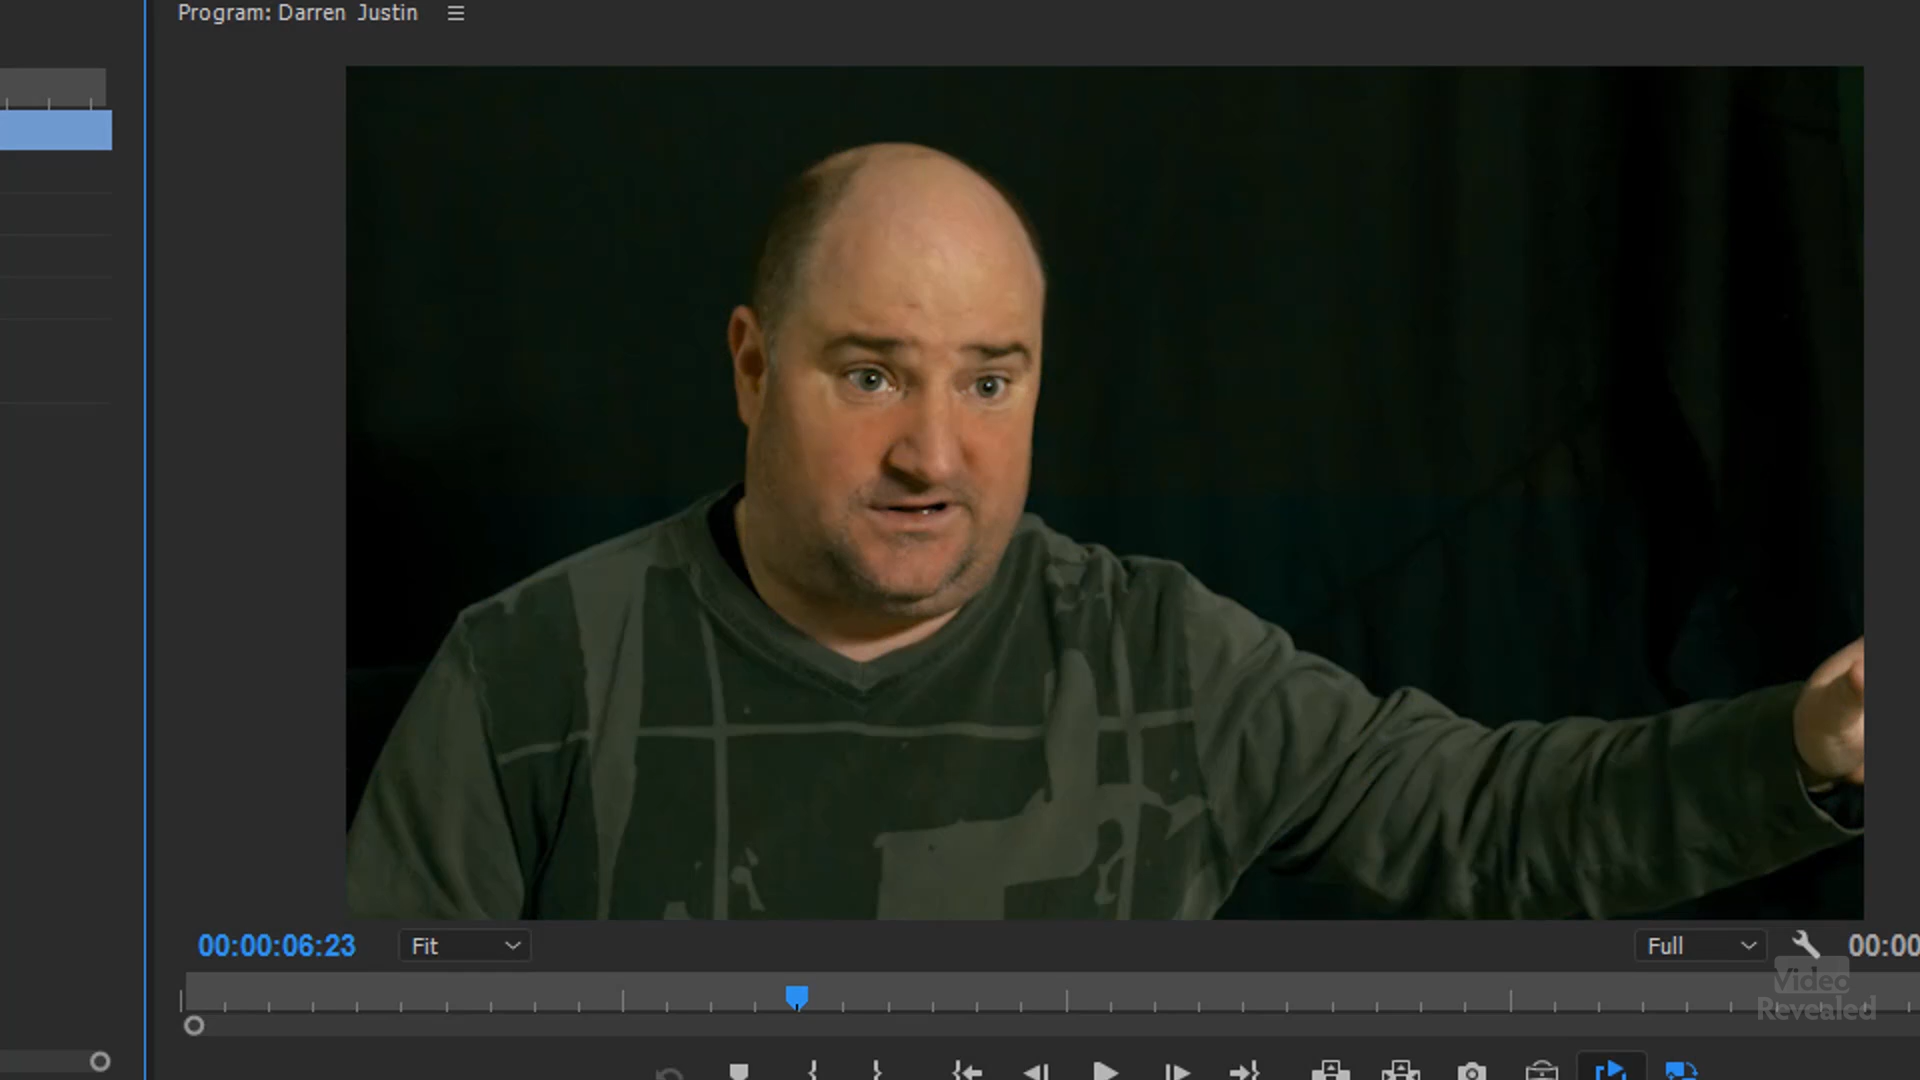 Program: Darren Justin
00:00:06:23
Fit
Full
00:00
Video
Revealed